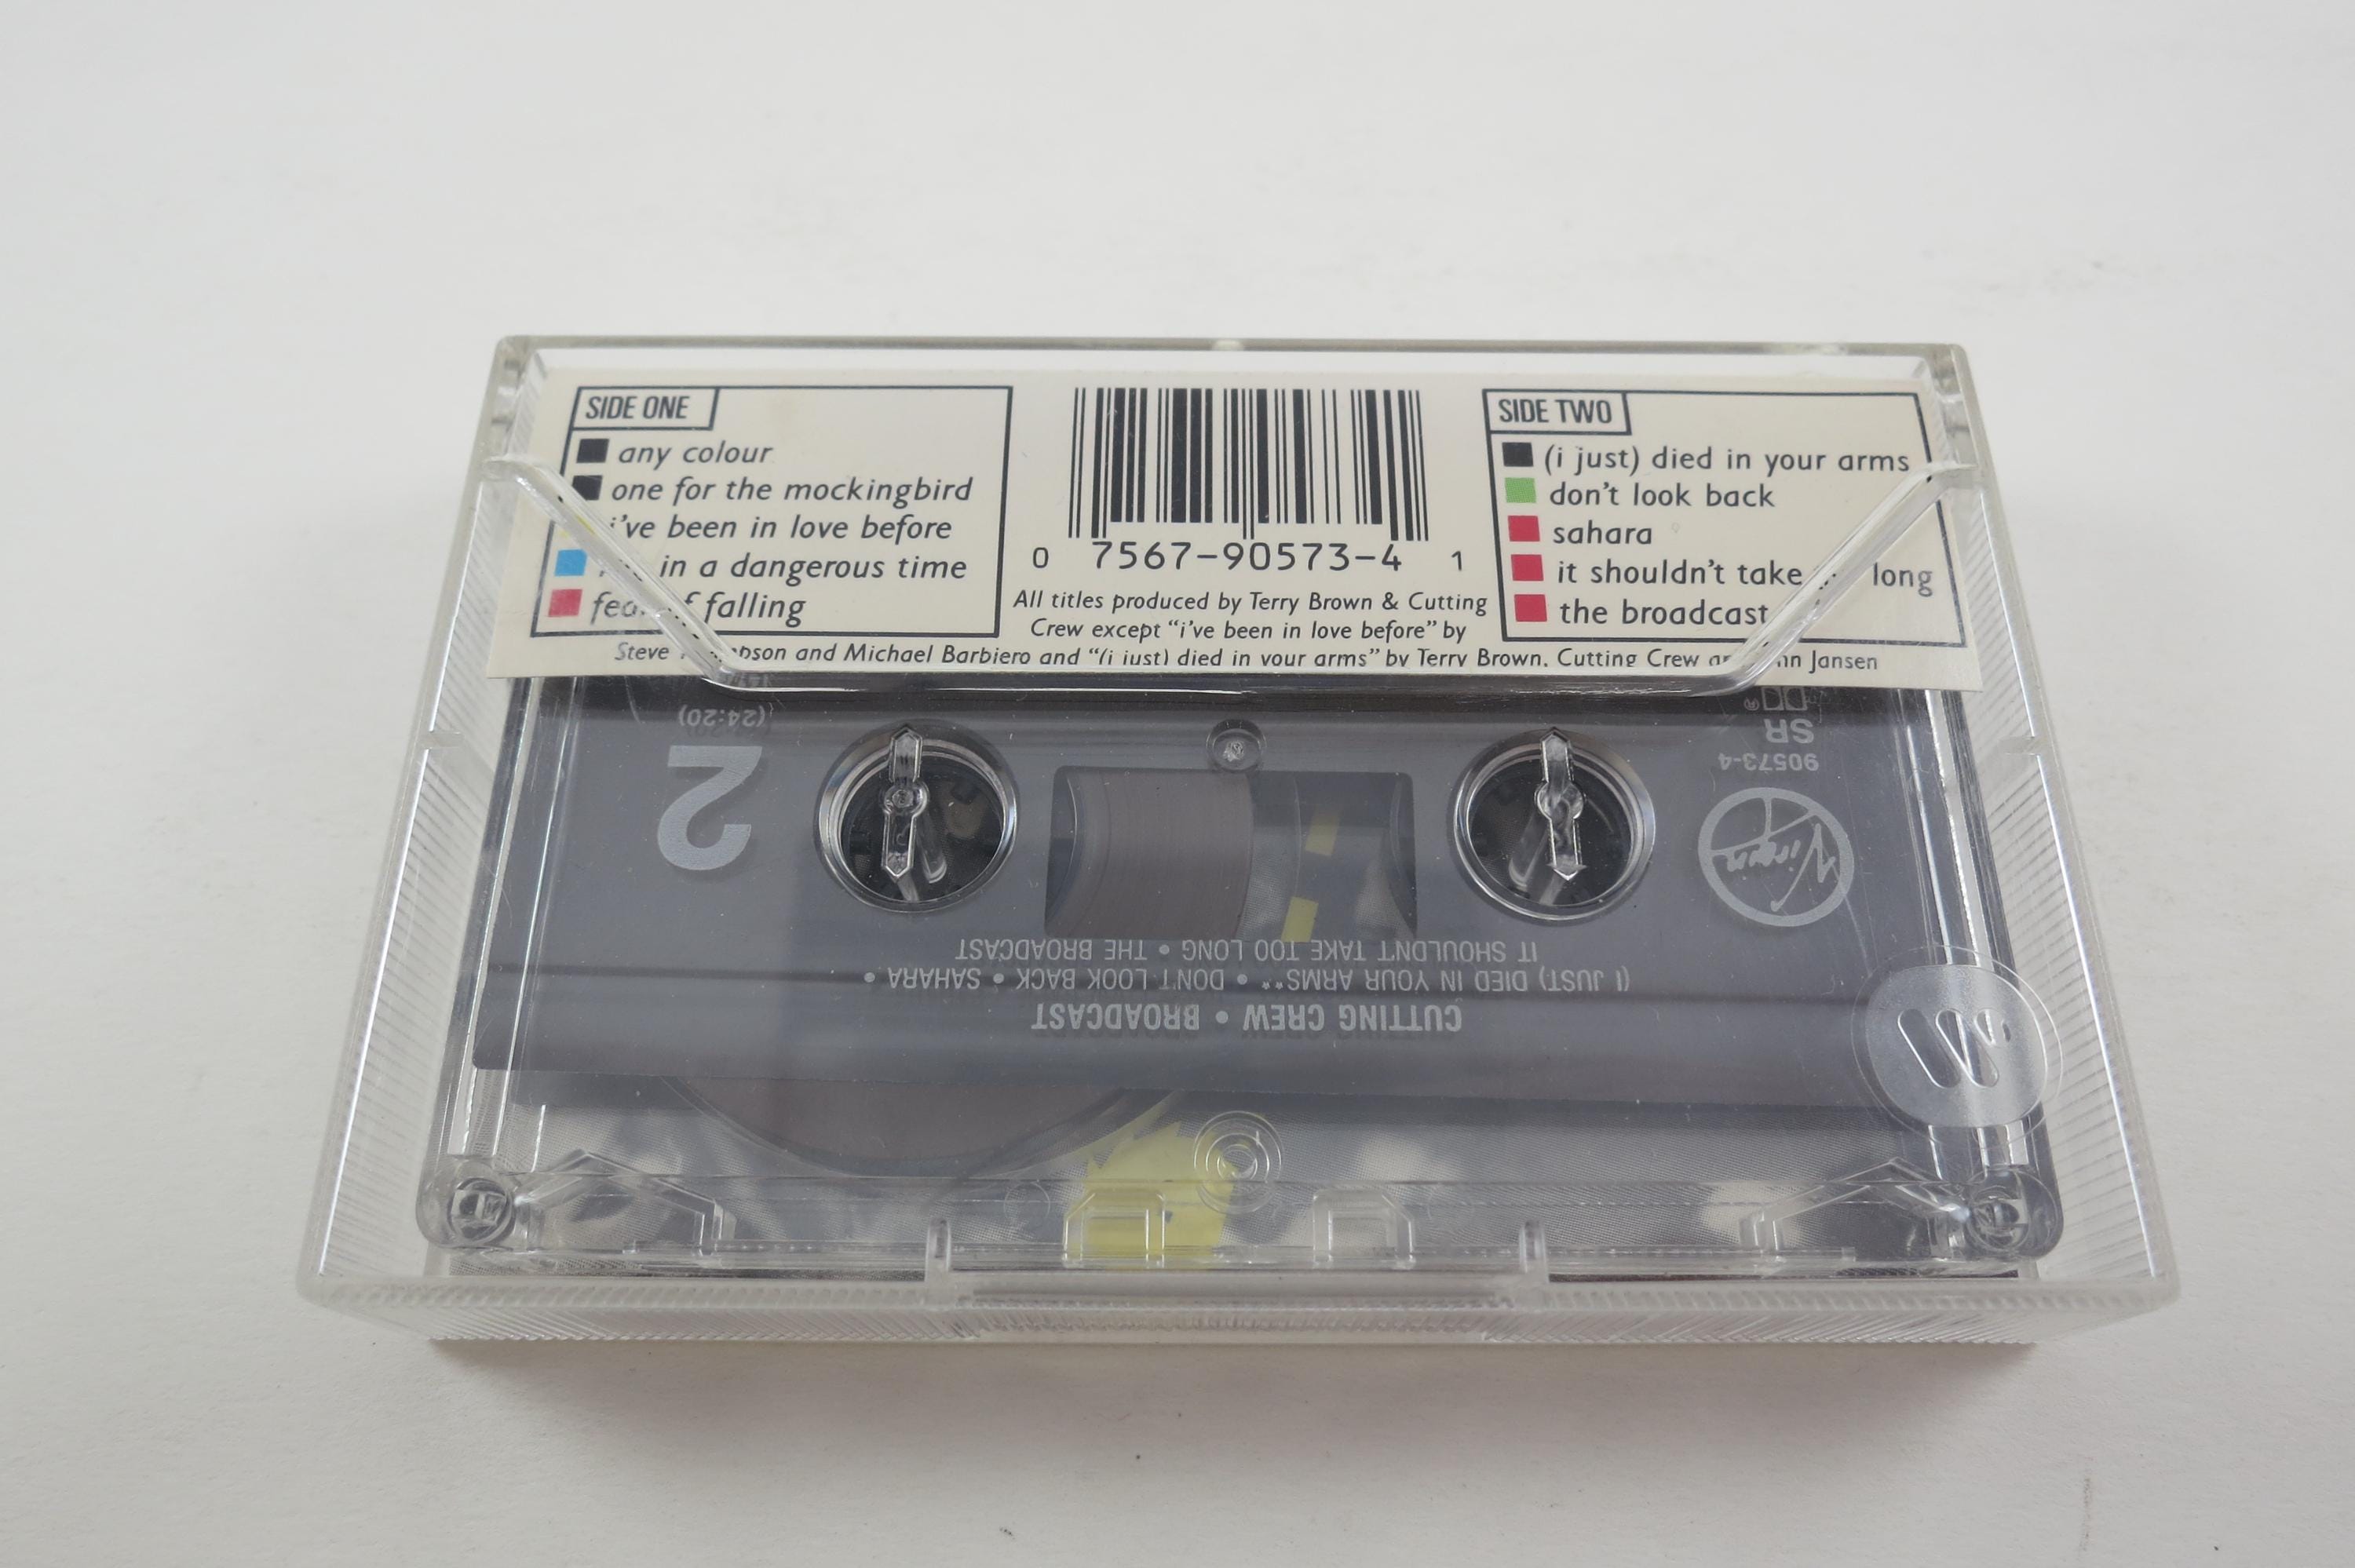 SIDE ONE
any colour
one for the mockingbird
i've been in love before
in a dangerous time
falling
0 7567-90573-4 1
All titles produced by Terry Brown & Cutting
Crew except "i've been in love before" by
Steve and Michael Barbiero and "(i just) died in your arms" by Terry Brown, Cutting Crew Jansen
SIDE TWO
(i just) died in your arms
don't look back
sahara
it shouldn't take long
the broadcast
(24:20)
2
SR
90573-4
Virgin
IT SHOULDN'T TAKE TOO LONG • THE BROADCAST
(I JUST) DIED IN YOUR ARMS** • DON'T LOOK BACK • SAHARA •
CUTTING CREW • BROADCAST